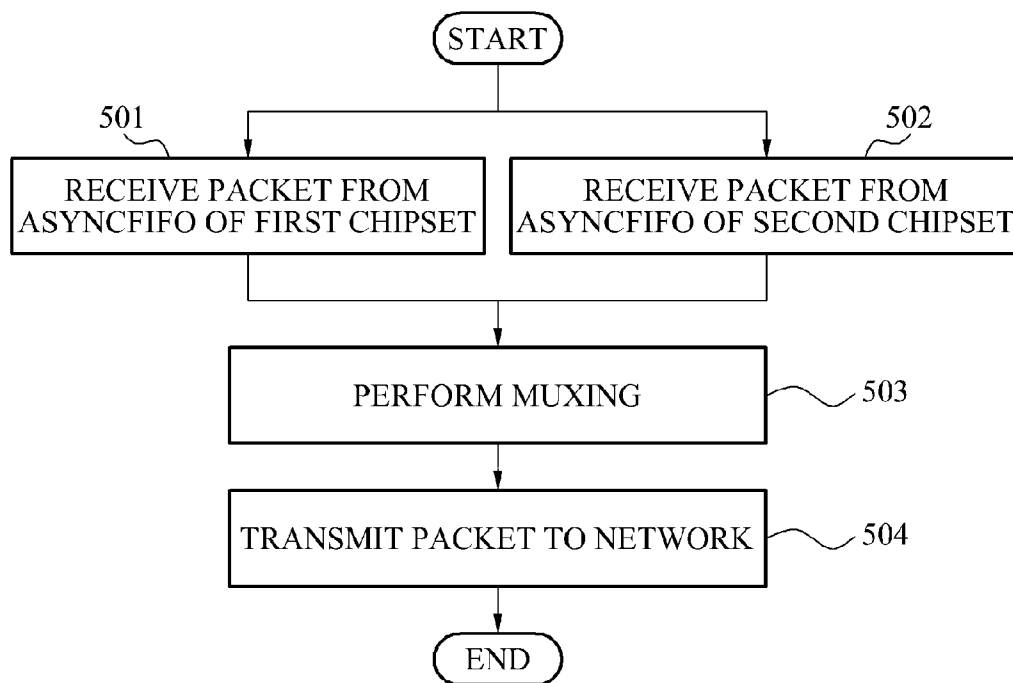 START
501
502
RECEIVE PACKET FROM
ASYNCFIFO OF FIRST CHIPSET
RECEIVE PACKET FROM
ASYNCFIFO OF SECOND CHIPSET
PERFORM MUXING
503
TRANSMIT PACKET TO NETWORK
504
END